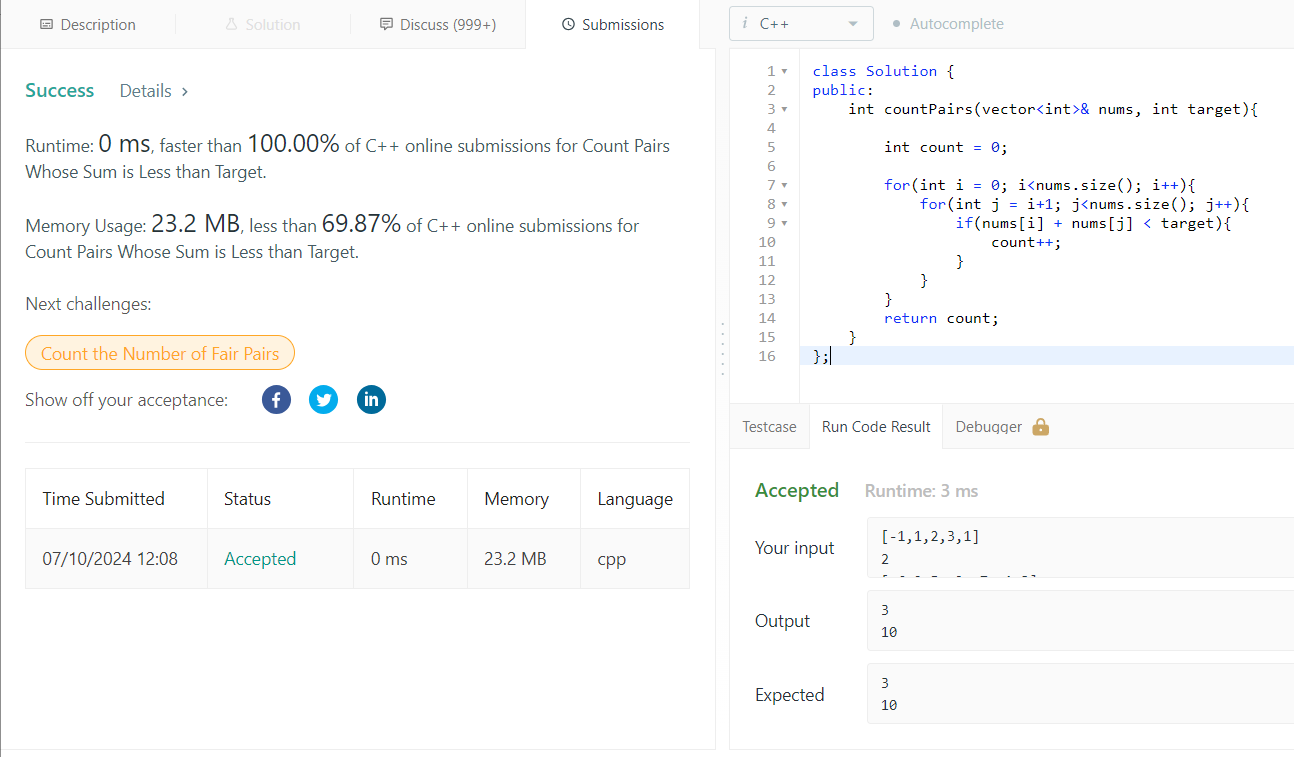 Description
Solution
Discuss (999+)
Submissions
Success
Details >
Runtime: 0 ms, faster than 100.00% of C++ online submissions for Count Pairs
Whose Sum is Less than Target.
Memory Usage: 23.2 MB, less than 69.87% of C++ online submissions for
Count Pairs Whose Sum is Less than Target.
Next challenges:
Count the Number of Fair Pairs
Show off your acceptance:
Time Submitted Status Runtime Memory Language
07/10/2024 12:08 Accepted 0 ms 23.2 MB cpp
i C++
Autocomplete
1 class Solution {
2 public:
3     int countPairs(vector<int>& nums, int target){
4
5         int count = 0;
6
7         for(int i = 0; i<nums.size(); i++){
8             for(int j = i+1; j<nums.size(); j++){
9                 if(nums[i] + nums[j] < target){
10                     count++;
11                 }
12             }
13         }
14         return count;
15     }
16 };
Testcase
Run Code Result
Debugger
Accepted Runtime: 3 ms
Your input
[-1,1,2,3,1]
2
Output
3
10
Expected
3
10